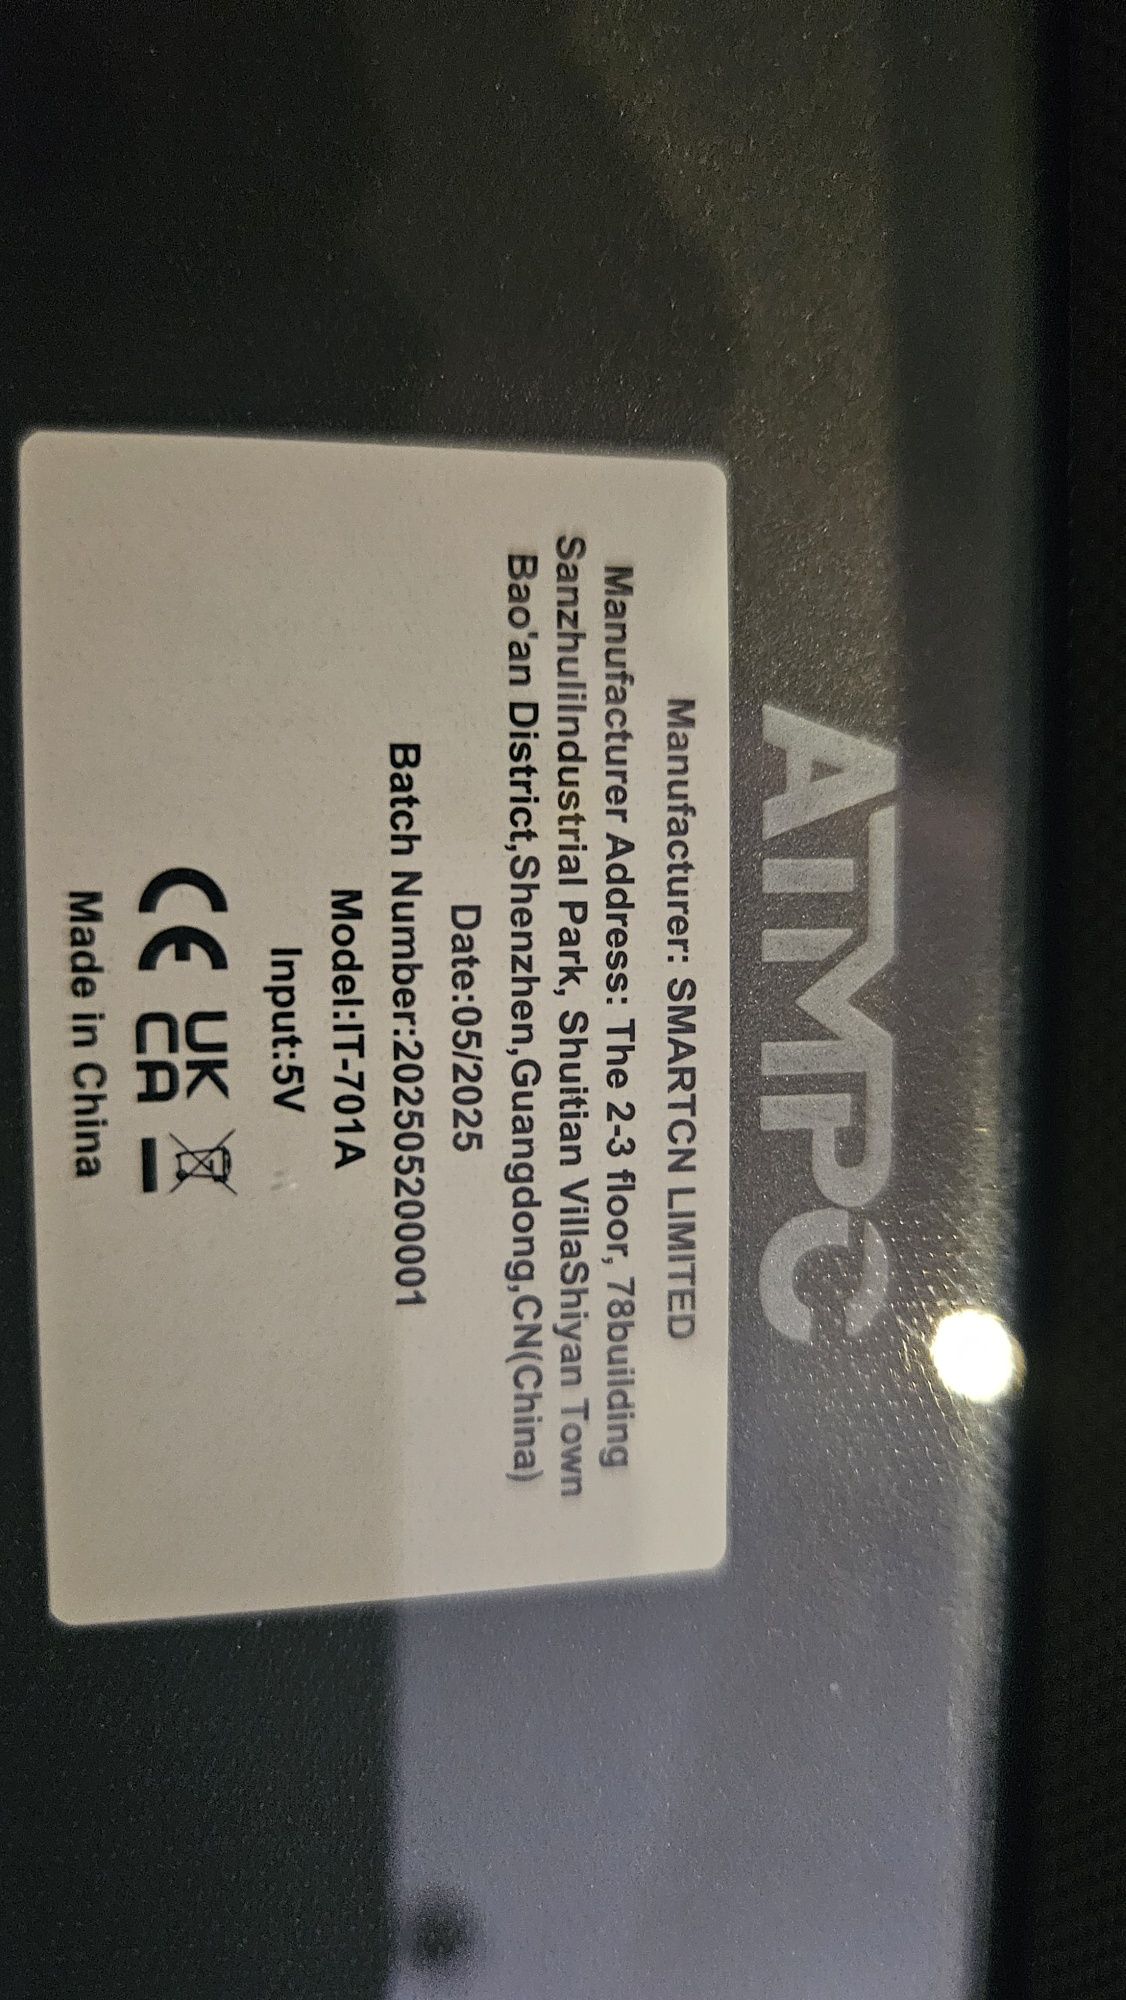 AIMPC
Manufacturer: SMARTCN LIMITED
Manufacturer Address: The 2-3 floor, 78building
SanzhuliIndustrial Park, Shuitian VillaShiyan Town
Bao'an District,Shenzhen,Guangdong,CN(China)
Date:05/2025
Batch Number:20250520001
Model:IT-701A
Input:5V
CE UK CA
Made in China